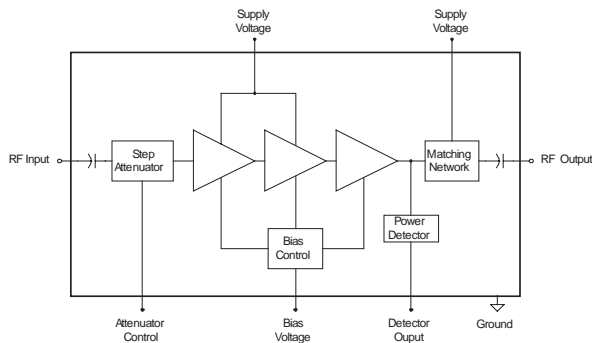 Supply
Voltage
Supply
Voltage
RF Input
Step
Attenuator
Matching
Network
RF Output
Power
Detector
Bias
Control
Attenuator
Control
Bias
Voltage
Detector
Ouput
Ground